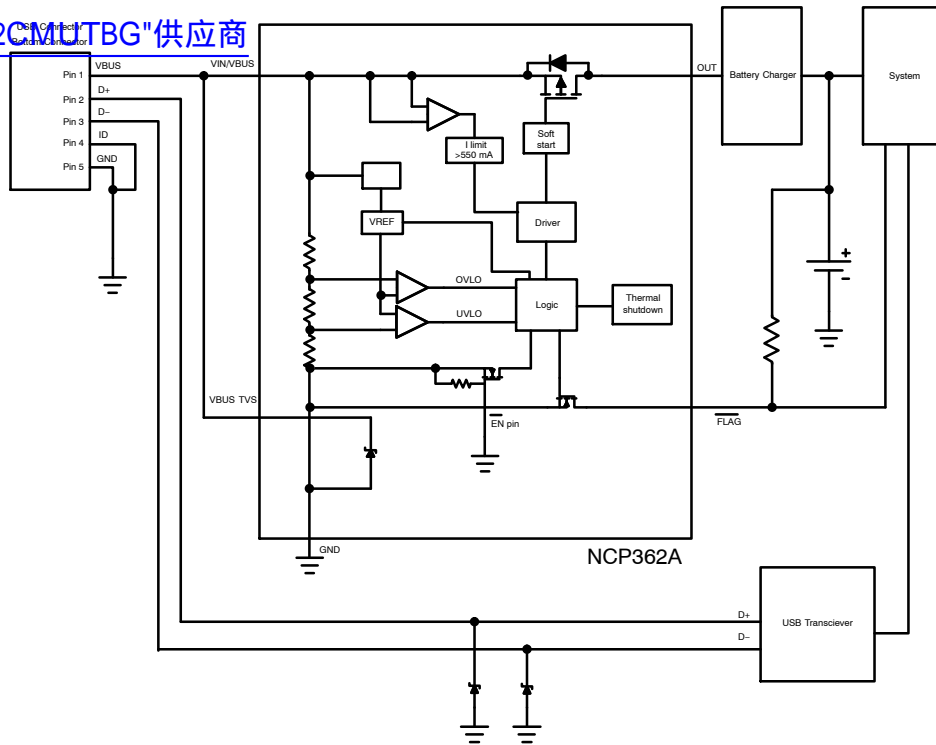 2CMUTBG"供应商
USB Connector
Bottom Connector
Pin 1
VBUS
Pin 2
D+
Pin 3
D−
Pin 4
ID
Pin 5
GND
VIN/VBUS
OUT
Battery Charger
System
I limit
>550 mA
Soft
start
VREF
Driver
OVLO
UVLO
Logic
Thermal
shutdown
+
-
VBUS TVS
EN pin
FLAG
GND
NCP362A
D+
D−
USB Transciever